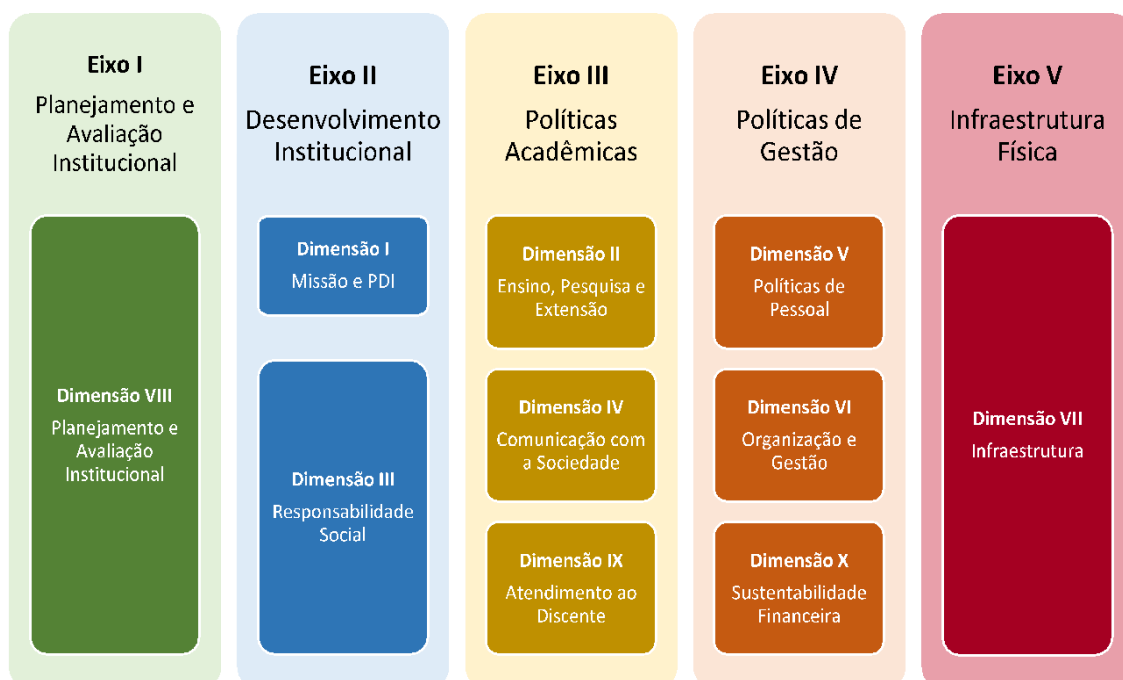 Eixo I
Planejamento e
Avaliação
Institucional
Dimensão VIII
Planejamento e
Avaliação
Institucional
Eixo II
Desenvolvimento
Institucional
Dimensão I
Missão e PDI
Dimensão III
Responsabilidade
Social
Eixo III
Políticas
Acadêmicas
Dimensão II
Ensino, Pesquisa e
Extensão
Dimensão IV
Comunicação com
a Sociedade
Dimensão IX
Atendimento ao
Discente
Eixo IV
Políticas de
Gestão
Dimensão V
Políticas de
Pessoal
Dimensão VI
Organização e
Gestão
Dimensão X
Sustentabilidade
Financeira
Eixo V
Infraestrutura
Física
Dimensão VII
Infraestrutura